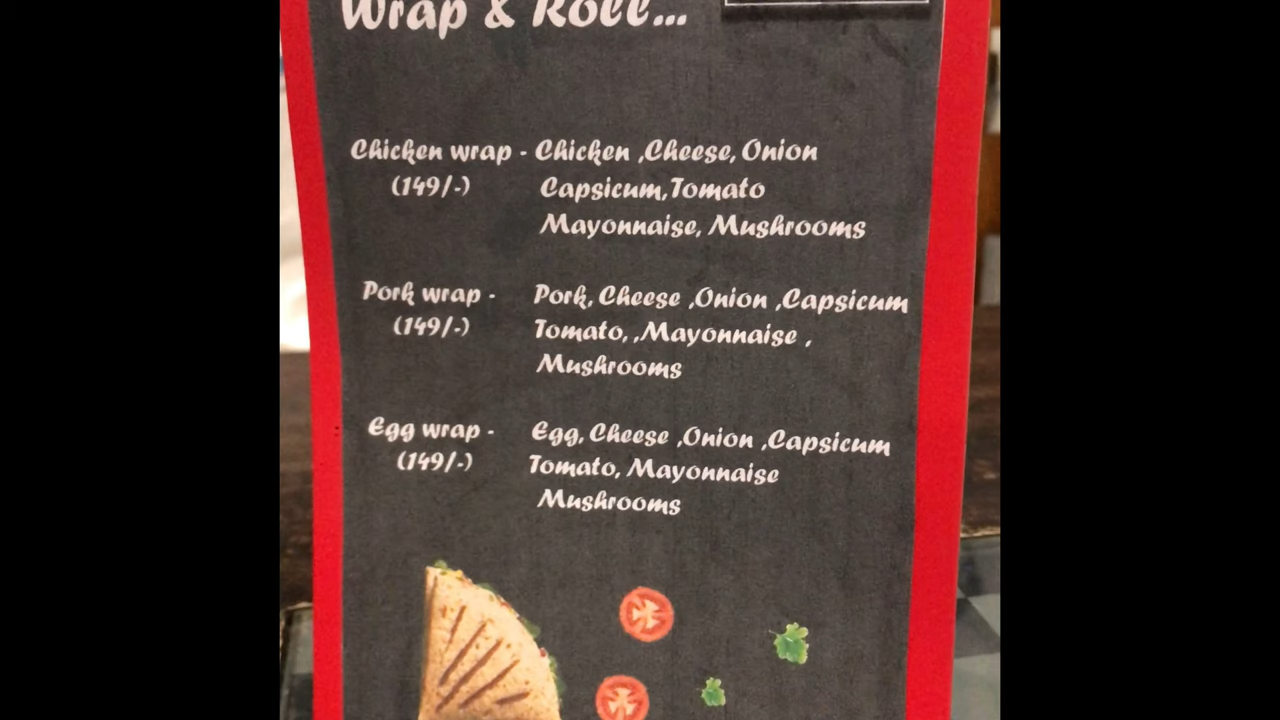 Wrap & Roll...
Chicken wrap - Chicken ,Cheese, Onion
(149/-) Capsicum,Tomato
Mayonnaise, Mushrooms
Pork wrap - Pork, Cheese ,Onion ,Capsicum
(149/-) Tomato, ,Mayonnaise ,
Mushrooms
Egg wrap - Egg, Cheese ,Onion ,Capsicum
(149/-) Tomato, Mayonnaise
Mushrooms